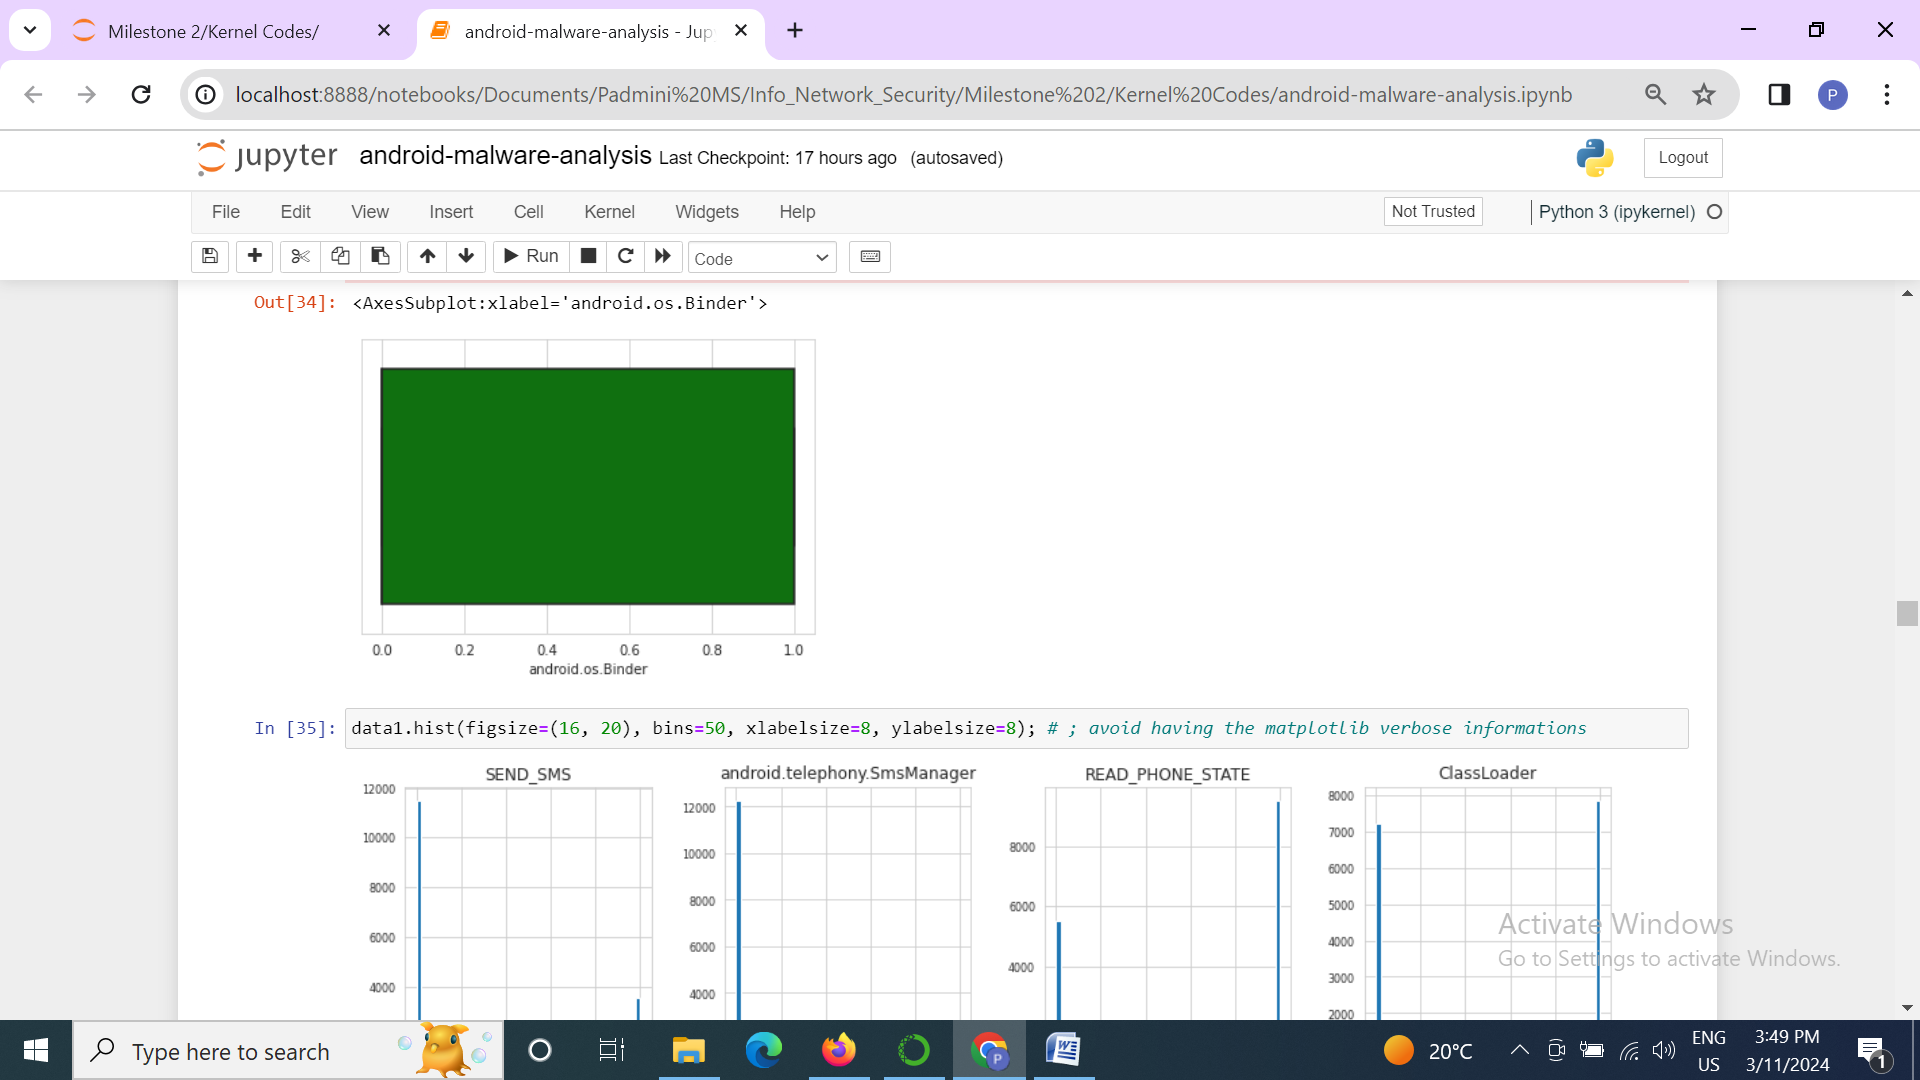 Milestone 2/Kernel Codes/
android-malware-analysis - Jup
localhost:8888/notebooks/Documents/Padmini%20MS/Info_Network_Security/Milestone%202/Kernel%20Codes/android-malware-analysis.ipynb
P
jupyter android-malware-analysis Last Checkpoint: 17 hours ago (autosaved)
Logout
File Edit View Insert Cell Kernel Widgets Help
Not Trusted
Python 3 (ipykernel)
Run
Code
Out[34]: <AxesSubplot:xlabel='android.os.Binder'>
0.0 0.2 0.4 0.6 0.8 1.0
android.os.Binder
In [35]: data1.hist(figsize=(16, 20), bins=50, xlabelsize=8, ylabelsize=8); # ; avoid having the matplotlib verbose informations
SEND_SMS
12000
10000
8000
6000
4000
android.telephony.SmsManager
12000
10000
8000
6000
4000
READ_PHONE_STATE
8000
6000
4000
ClassLoader
8000
7000
6000
5000
4000
3000
2000
Activate Windows
Go to Settings to activate Windows.
Type here to search
P
20°C
ENG
US
3:49 PM
3/11/2024
1